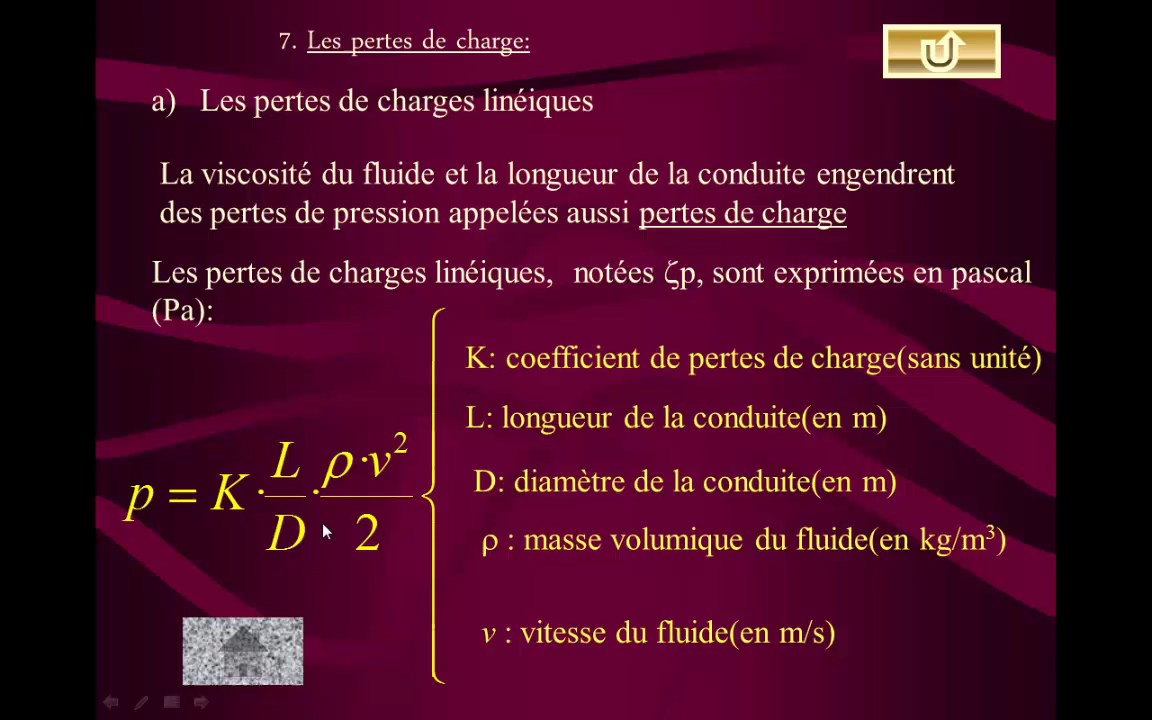 7. Les pertes de charge:
a) Les pertes de charges linéiques
La viscosité du fluide et la longueur de la conduite engendrent
des pertes de pression appelées aussi pertes de charge
Les pertes de charges linéiques, notées ζp, sont exprimées en pascal
(Pa):
K: coefficient de pertes de charge(sans unité)
L: longueur de la conduite(en m)
p = K · L/D · ρ·v²/2
D: diamètre de la conduite(en m)
ρ : masse volumique du fluide(en kg/m³)
v : vitesse du fluide(en m/s)